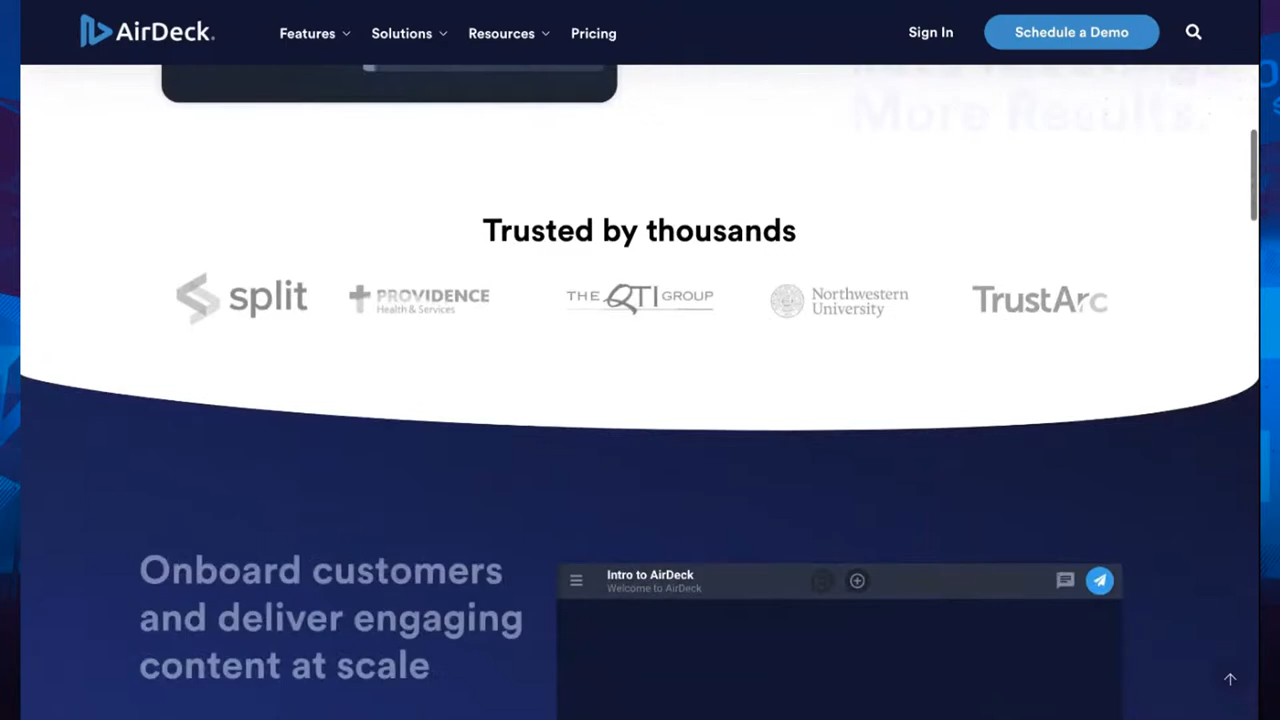 AirDeck.
Features
Solutions
Resources
Pricing
Sign In
Schedule a Demo
More Results.
Trusted by thousands
split
PROVIDENCE
Health & Services
THE QTI GROUP
Northwestern
University
TrustArc
Onboard customers
and deliver engaging
content at scale
Intro to AirDeck
Welcome to AirDeck